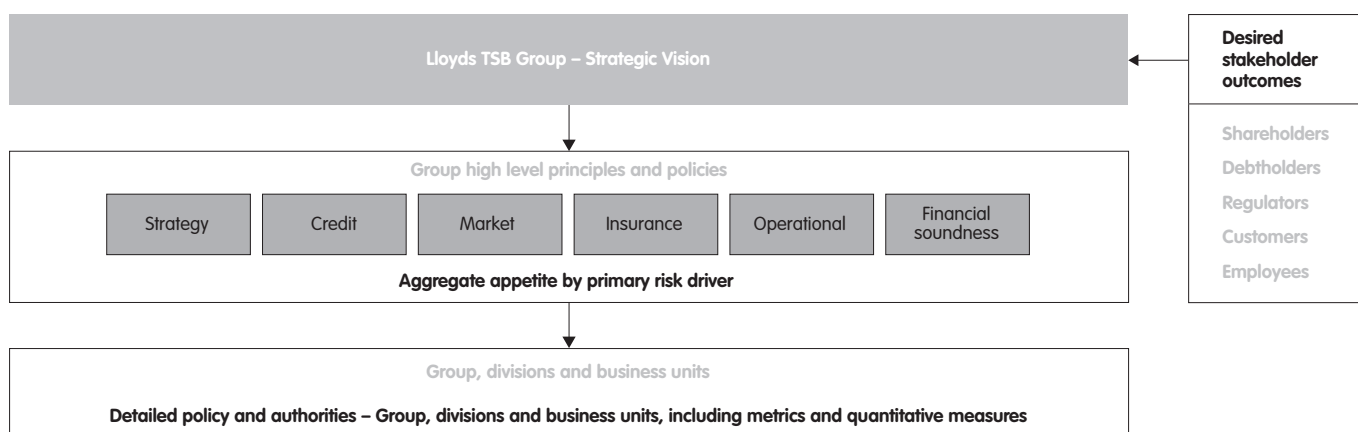 Lloyds TSB Group – Strategic Vision
Desired
stakeholder
outcomes
Shareholders
Debtholders
Regulators
Customers
Employees
Group high level principles and policies
Strategy
Credit
Market
Insurance
Operational
Financial
soundness
Aggregate appetite by primary risk driver
Group, divisions and business units
Detailed policy and authorities – Group, divisions and business units, including metrics and quantitative measures